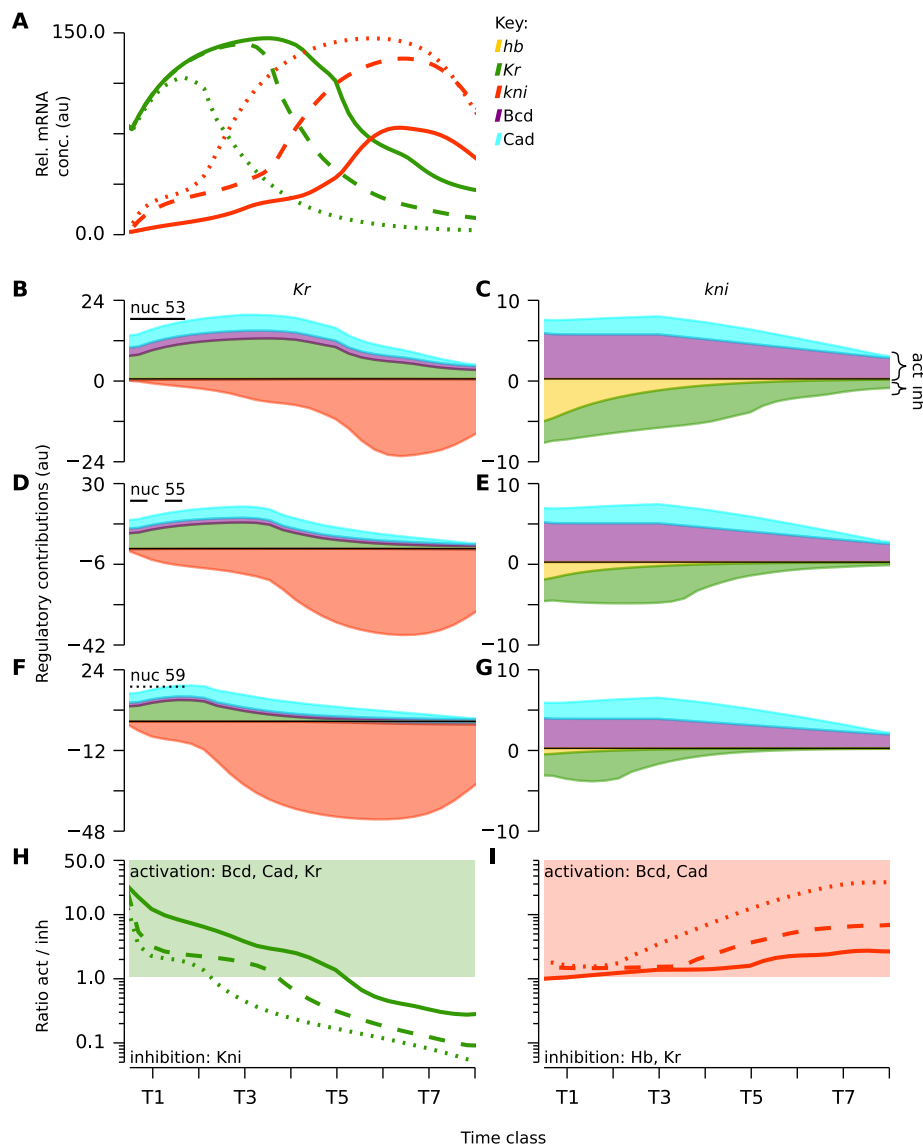 A
150.0
0.0
Rel. mRNA
conc. (au)
Key:
hb
Kr
kni
Bcd
Cad
Regulatory contributions (au)
B
Kr
nuc 53
24
0
−24
C
kni
10
0
−10
act
inh
D
nuc 55
30
−6
−42
E
10
0
−10
F
nuc 59
24
−12
−48
G
10
0
−10
H
50.0
10.0
1.0
0.1
Ratio act / inh
activation: Bcd, Cad, Kr
inhibition: Kni
I
activation: Bcd, Cad
inhibition: Hb, Kr
T1 T3 T5 T7
T1 T3 T5 T7
Time class